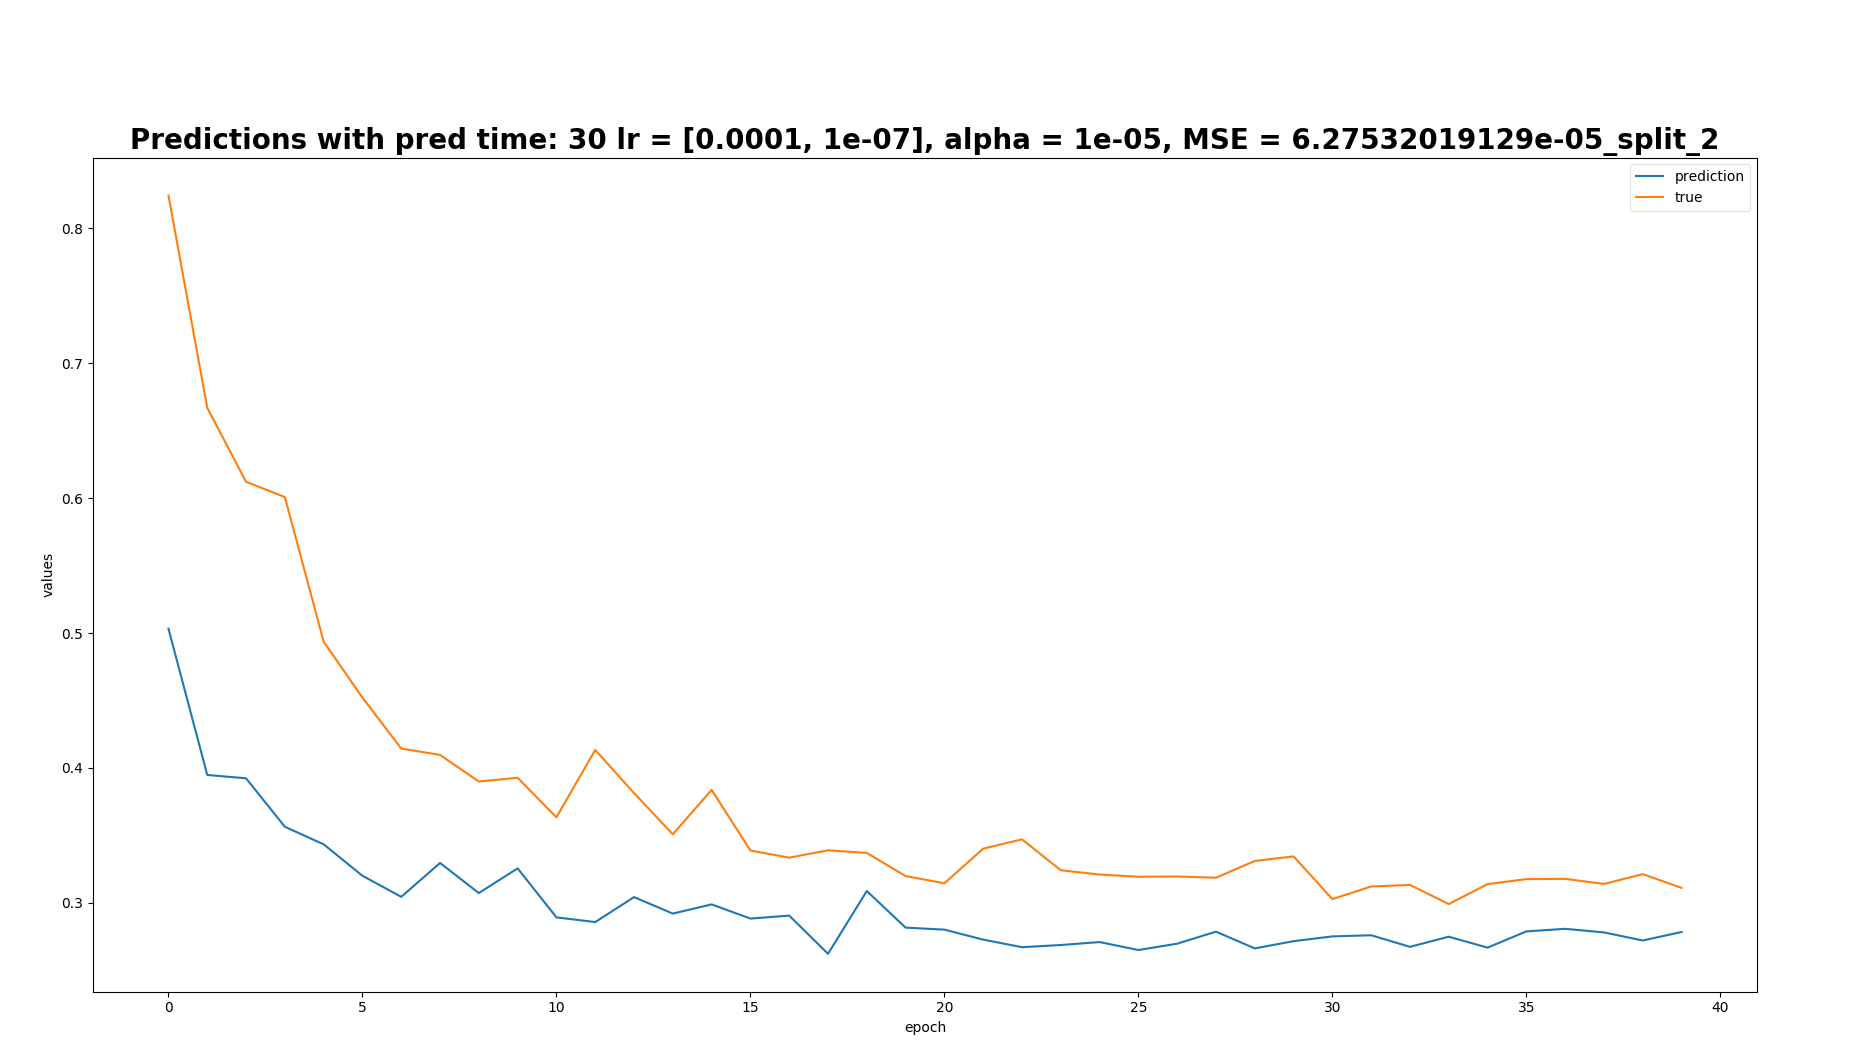 Predictions with pred time: 30 lr = [0.0001, 1e-07], alpha = 1e-05, MSE = 6.27532019129e-05_split_2
prediction
true
values
0.8
0.7
0.6
0.5
0.4
0.3
0 5 10 15 20 25 30 35 40
epoch